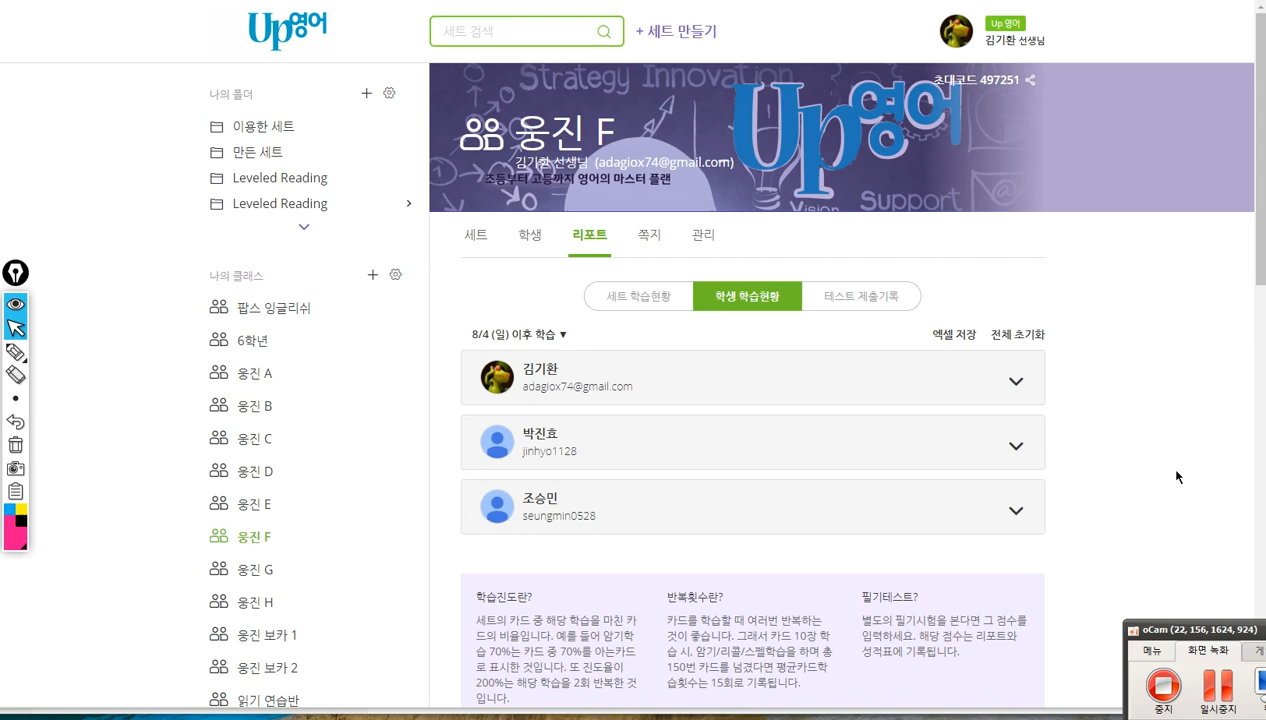 Up영어
세트 검색
+ 세트 만들기
Up 영어
김기환 선생님
나의 폴더
이용한 세트
만든 세트
Leveled Reading
Leveled Reading
나의 클래스
팝스 잉글리쉬
6학년
웅진 A
웅진 B
웅진 C
웅진 D
웅진 E
웅진 F
웅진 G
웅진 H
웅진 보카 1
웅진 보카 2
읽기 연습반
Strategy Innovation
초대코드 497251
웅진 F
김기환 선생님 (adagiox74@gmail.com)
초등부터 고등까지 영어의 마스터 플랜
Up영어
Vision
Support
세트 학생 리포트 쪽지 관리
세트 학습현황 학생 학습현황 테스트 제출기록
8/4 (일) 이후 학습 ▼
엑셀 저장 전체 초기화
김기환
adagiox74@gmail.com
박진효
jinhyo1128
조승민
seungmin0528
학습진도란?
세트의 카드 중 해당 학습을 마친 카
드의 비율입니다. 예를 들어 암기학
습 70%는 카드 중 70%를 아는카드
로 표시한 것입니다. 또 진도율이
200%는 해당 학습을 2회 반복한 것
입니다.
반복횟수란?
카드를 학습할 때 여러번 반복하는
것이 좋습니다. 그래서 카드 10장 학
습 시, 암기/리콜/스펠학습을 하며 총
150번 카드를 넘겼다면 평균카드학
습횟수는 15회로 기록됩니다.
필기테스트?
별도의 필기시험을 본다면 그 점수를
입력하세요. 해당 점수는 리포트와
성적표에 기록됩니다.
oCam (22, 156, 1624, 924)
메뉴 화면 녹화
중지 일시중지